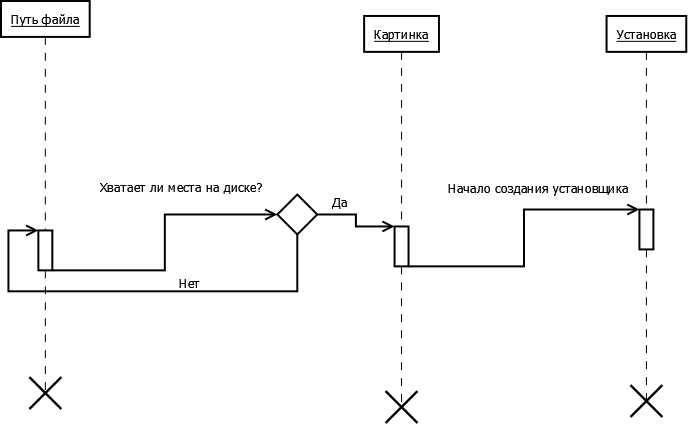 Путь файла
Картинка
Установка
Хватает ли места на диске?
Да
Начало создания установщика
Нет